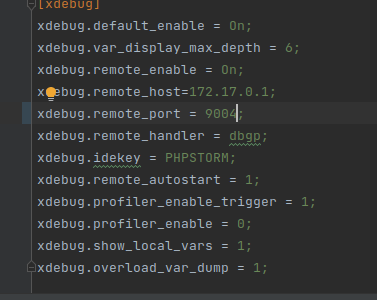 [xdebug]
xdebug.default_enable = On;
xdebug.var_display_max_depth = 6;
xdebug.remote_enable = On;
xdebug.remote_host=172.17.0.1;
xdebug.remote_port = 9004;
xdebug.remote_handler = dbgp;
xdebug.idekey = PHPSTORM;
xdebug.remote_autostart = 1;
xdebug.profiler_enable_trigger = 1;
xdebug.profiler_enable = 0;
xdebug.show_local_vars = 1;
xdebug.overload_var_dump = 1;